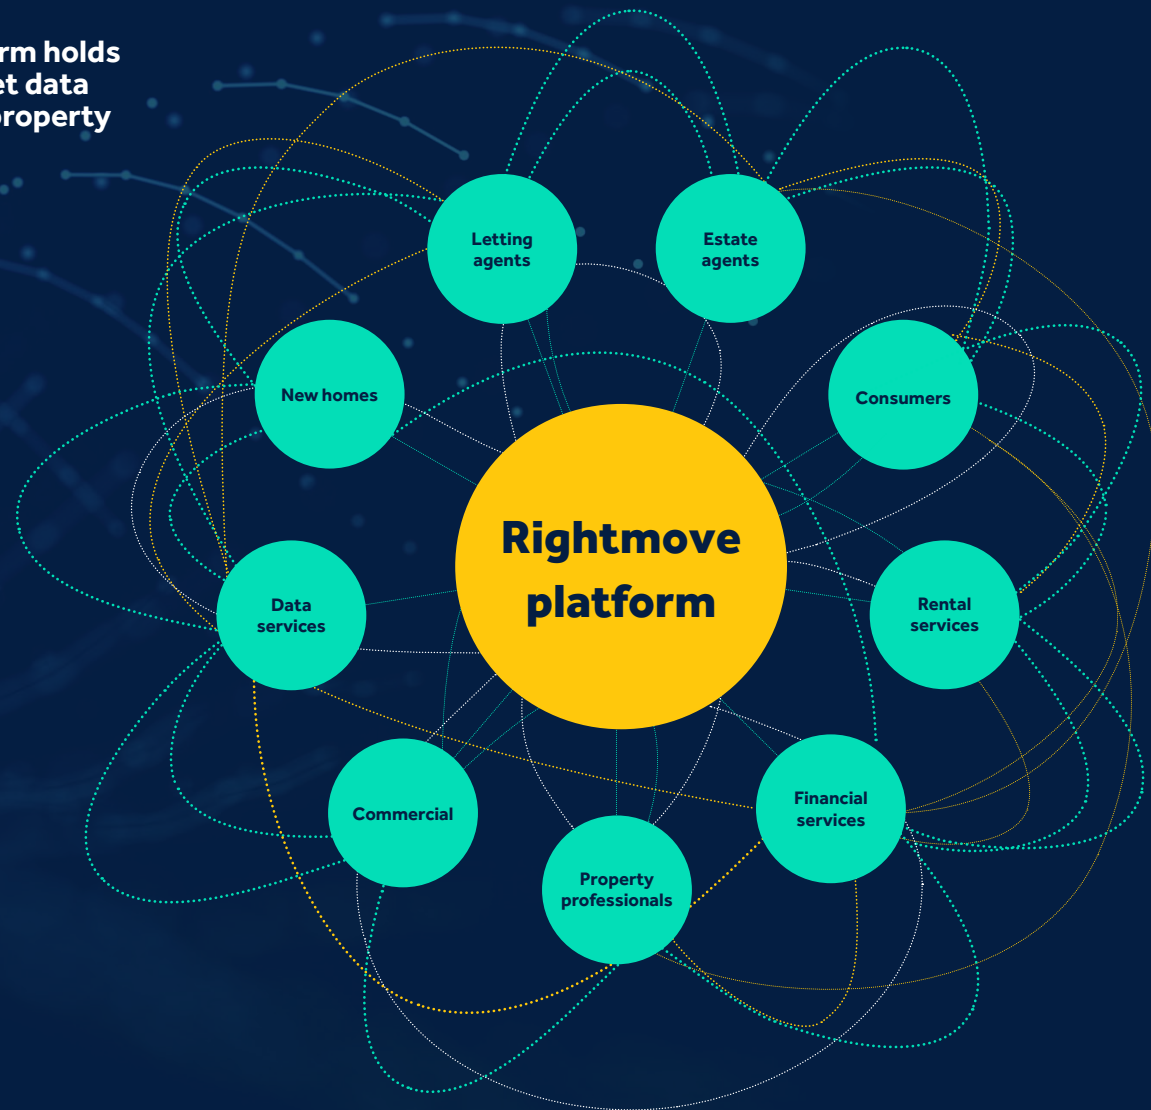 rm holds
et data
property
Letting
agents
Estate
agents
New homes
Consumers
Rightmove
platform
Data
services
Rental
services
Commercial
Financial
services
Property
professionals